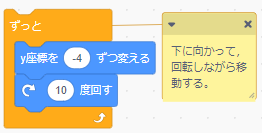 ずっと
y座標を -4 ずつ変える
10 度回す
下に向かって,
回転しながら移
動する。